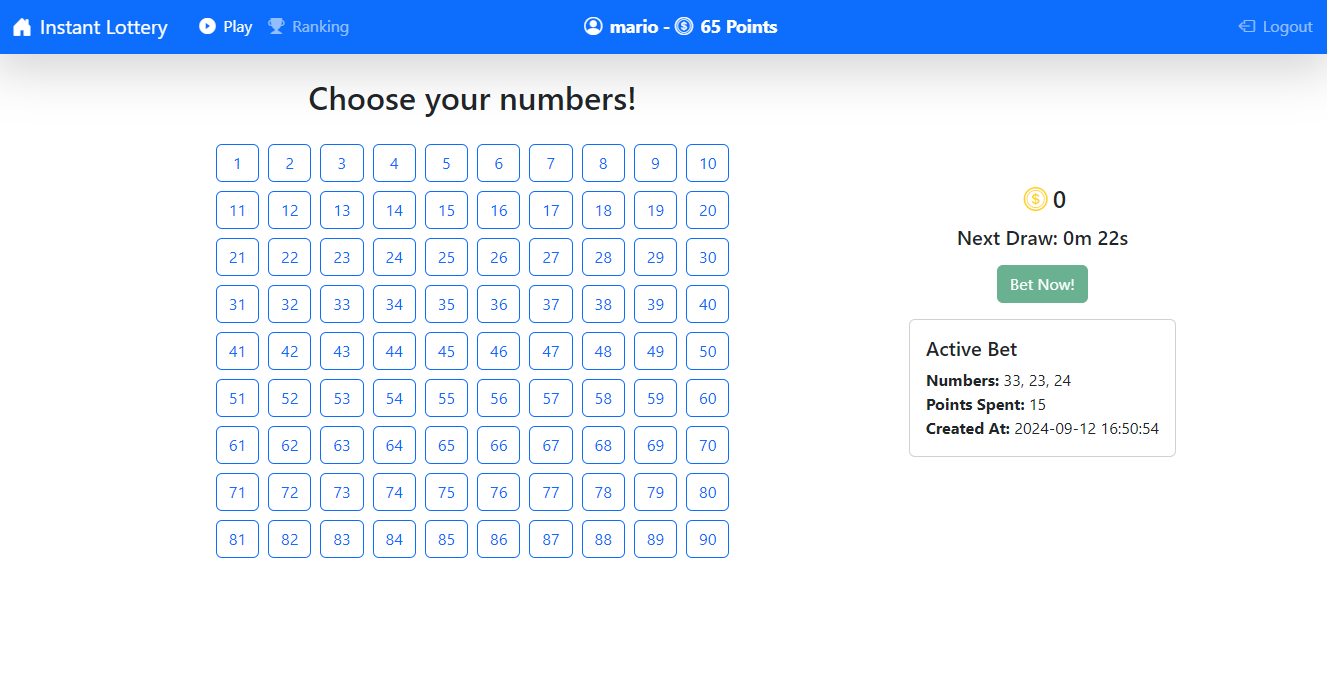 Instant Lottery Play Ranking mario - $ 65 Points Logout
Choose your numbers!
1 2 3 4 5 6 7 8 9 10
11 12 13 14 15 16 17 18 19 20
21 22 23 24 25 26 27 28 29 30
31 32 33 34 35 36 37 38 39 40
41 42 43 44 45 46 47 48 49 50
51 52 53 54 55 56 57 58 59 60
61 62 63 64 65 66 67 68 69 70
71 72 73 74 75 76 77 78 79 80
81 82 83 84 85 86 87 88 89 90
$ 0
Next Draw: 0m 22s
Bet Now!
Active Bet
Numbers: 33, 23, 24
Points Spent: 15
Created At: 2024-09-12 16:50:54